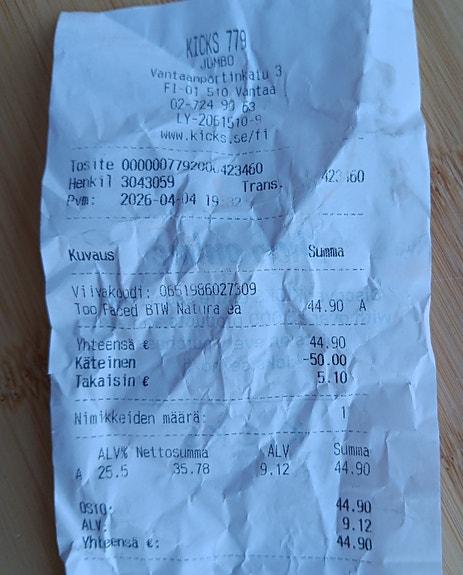 KICKS 779
JUMBO
Vantaanportinkatu 3
FI-01 510 Vantaa
02-724 90 63
LY-2061510-9
www.kicks.se/fi
Tosite 423460
Henkil 3043059 Trans.
Pvm: 2026-04-04
Kuvaus Summa
Viivakoodi: 0651986027309
Too Faced BTW 44.90 A
Yhteensä € 44.90
Käteinen -50.00
Takaisin € 5.10
Nimikkeiden määrä: 1
ALV% Nettosumma ALV Summa
A 25.5 35.78 9.12 44.90
OSTO: 44.90
ALV: 9.12
Yhteensä €: 44.90